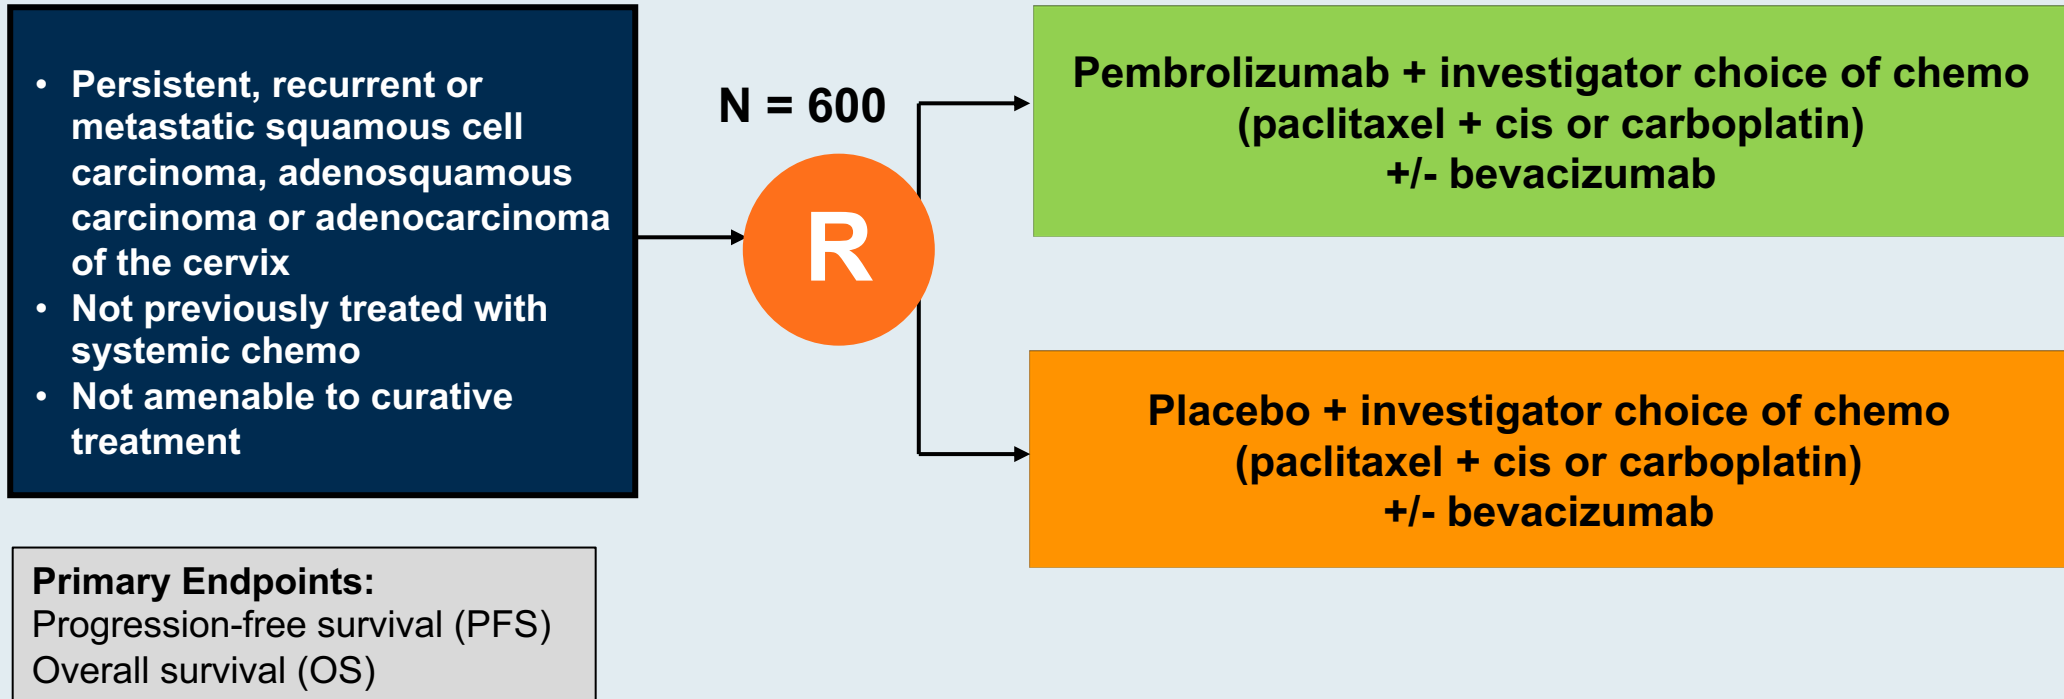 • Persistent, recurrent or
metastatic squamous cell
carcinoma, adenosquamous
carcinoma or adenocarcinoma
of the cervix
• Not previously treated with
systemic chemo
• Not amenable to curative
treatment
N = 600
R
Pembrolizumab + investigator choice of chemo
(paclitaxel + cis or carboplatin)
+/- bevacizumab
Placebo + investigator choice of chemo
(paclitaxel + cis or carboplatin)
+/- bevacizumab
Primary Endpoints:
Progression-free survival (PFS)
Overall survival (OS)